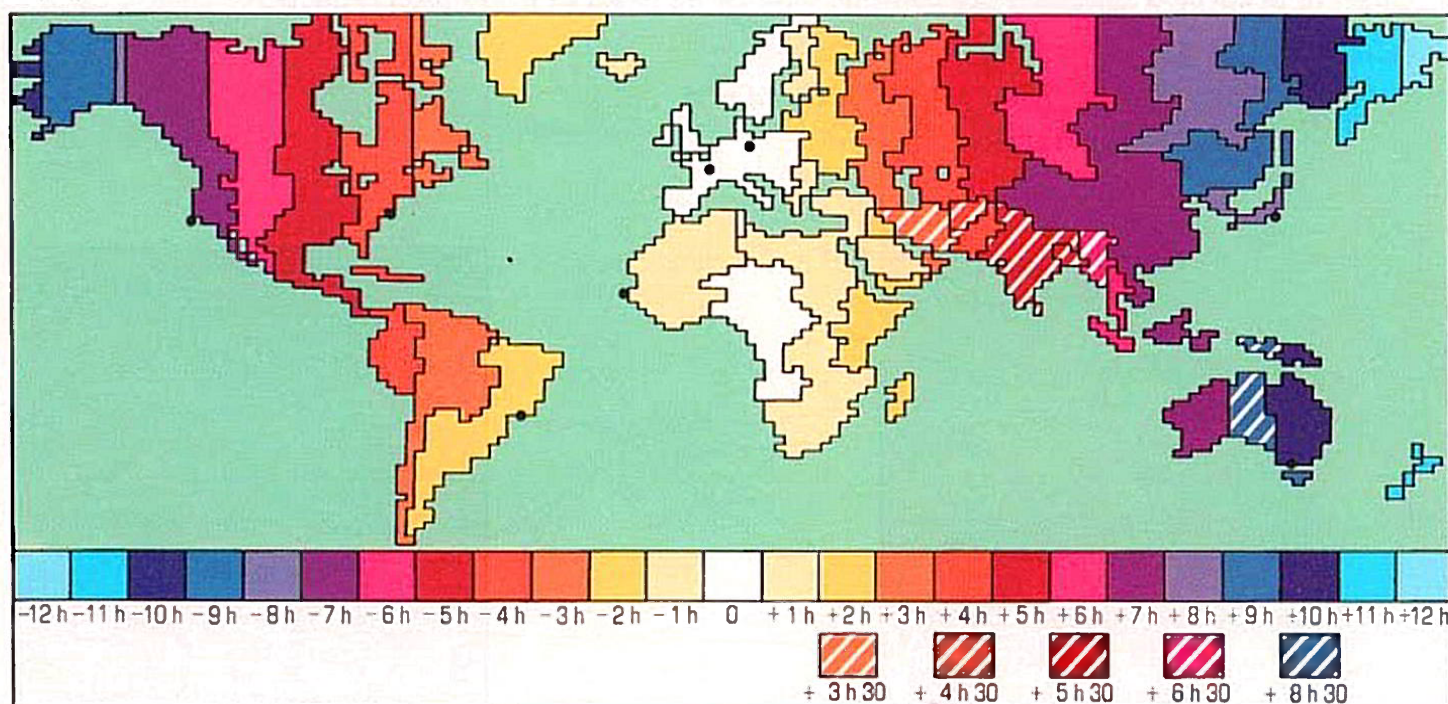 −12 h −11 h −10 h −9 h −8 h −7 h −6 h −5 h −4 h −3 h −2 h −1 h 0 +1 h +2 h +3 h +4 h +5 h +6 h +7 h +8 h +9 h +10 h +11 h +12 h
+ 3 h 30 + 4 h 30 + 5 h 30 + 6 h 30 + 8 h 30